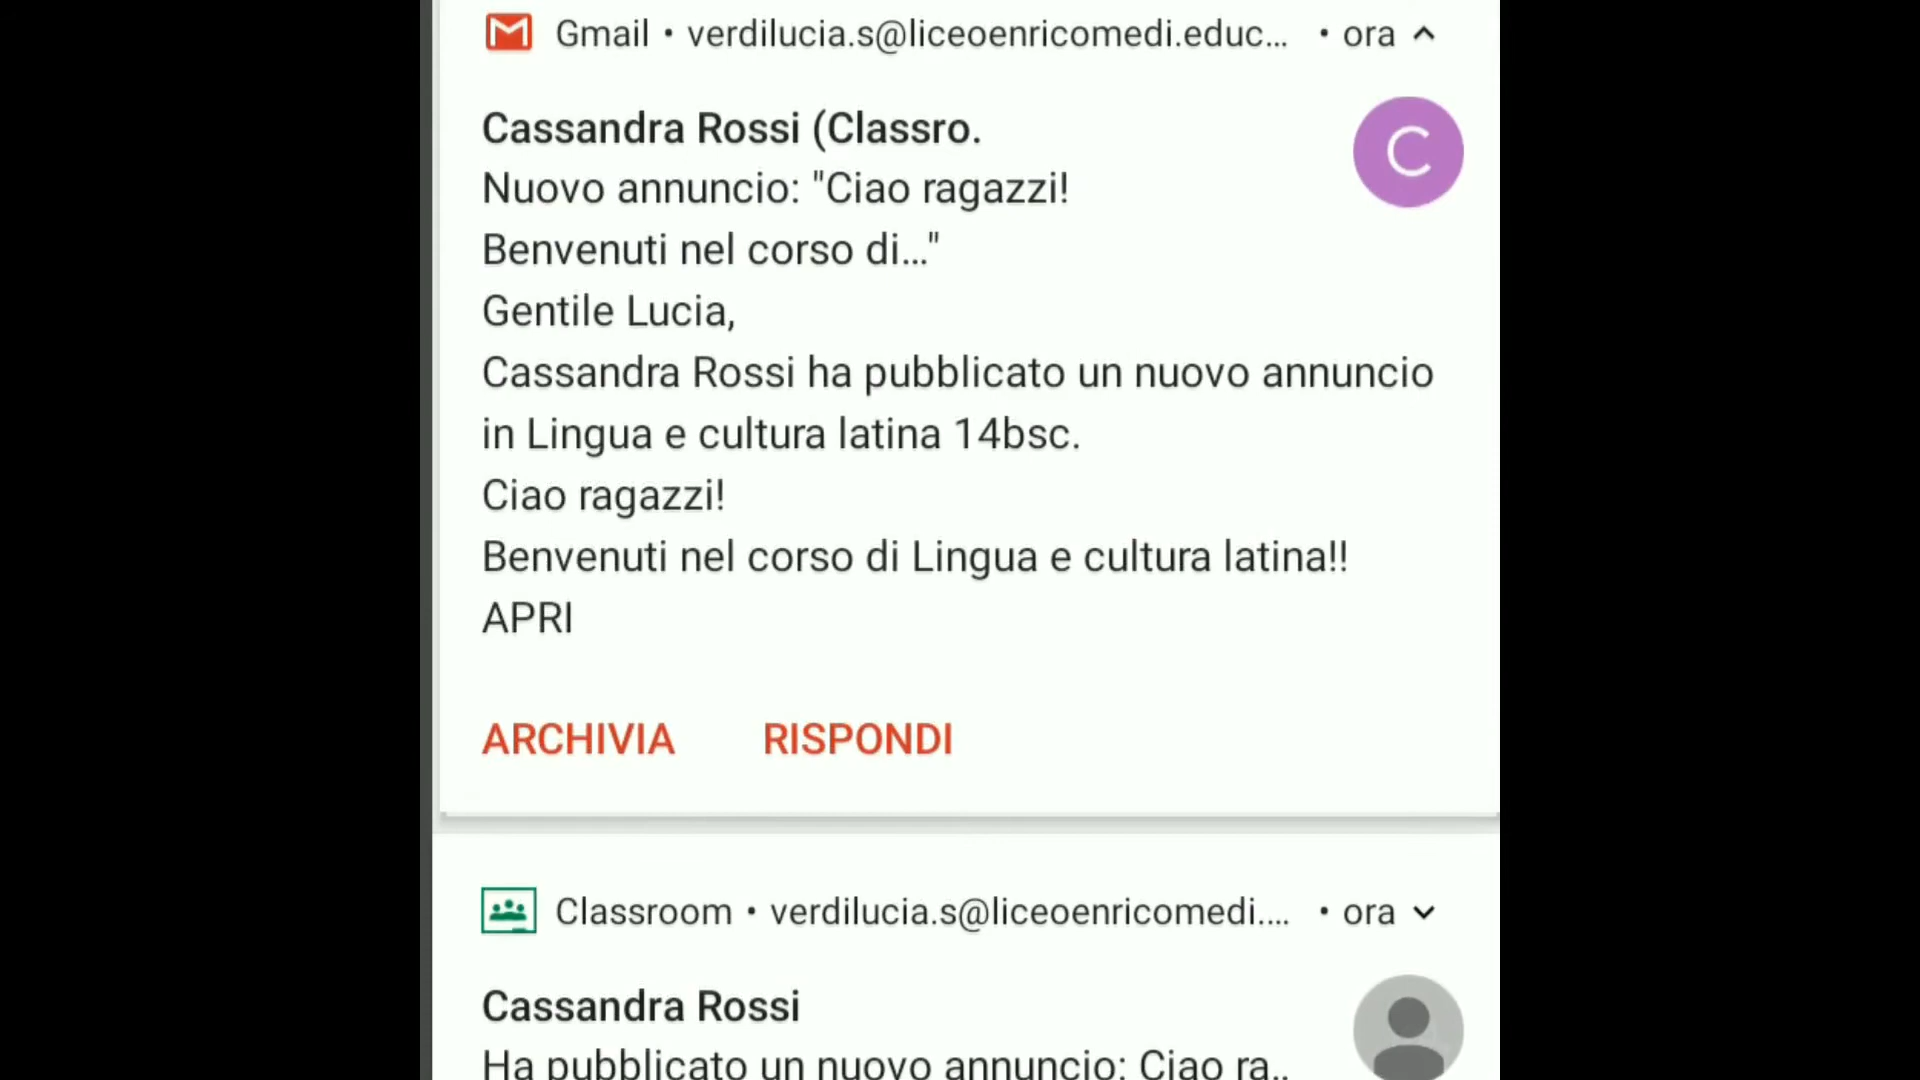 Gmail • verdilucia.s@liceoenricomedi.educ... • ora
Cassandra Rossi (Classro.
C
Nuovo annuncio: "Ciao ragazzi!
Benvenuti nel corso di..."
Gentile Lucia,
Cassandra Rossi ha pubblicato un nuovo annuncio
in Lingua e cultura latina 14bsc.
Ciao ragazzi!
Benvenuti nel corso di Lingua e cultura latina!!
APRI
ARCHIVIA RISPONDI
Classroom • verdilucia.s@liceoenricomedi.... • ora
Cassandra Rossi
Ha pubblicato un nuovo annuncio: Ciao ra..